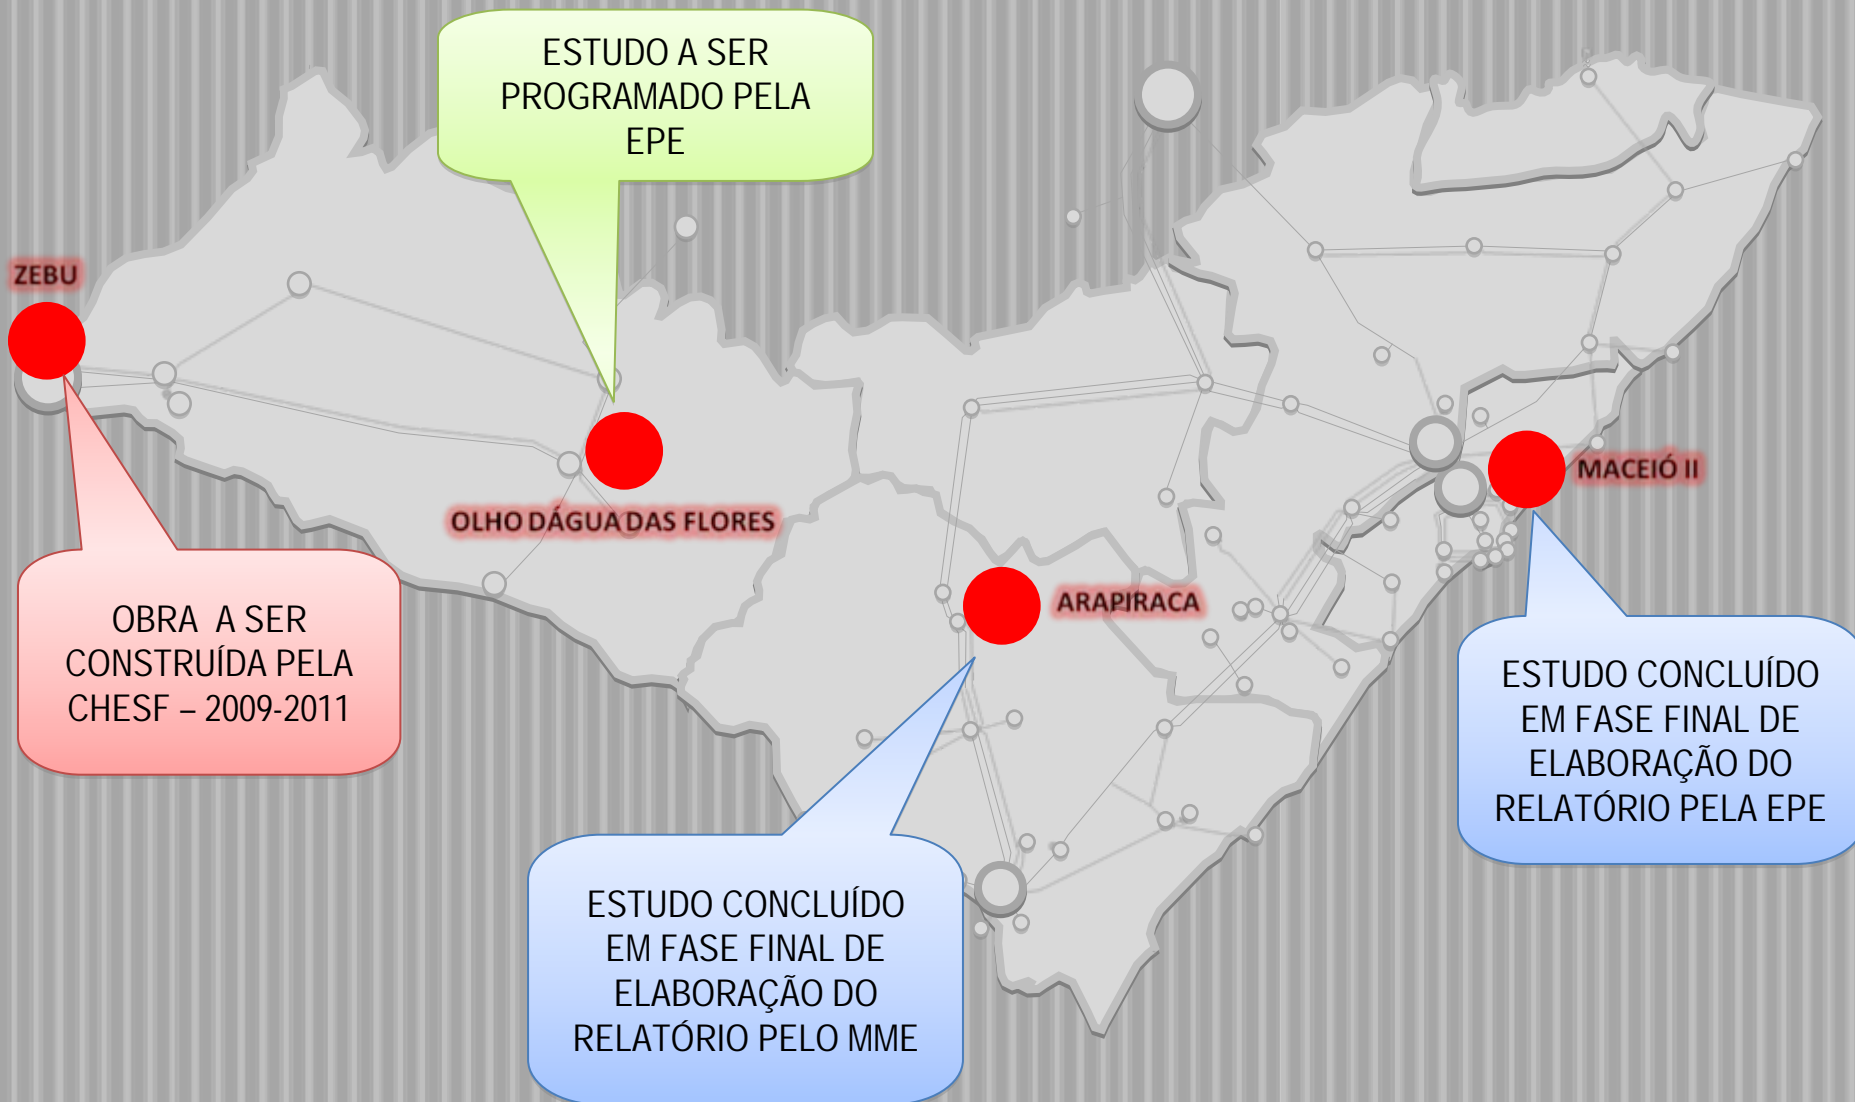 ESTUDO A SER
PROGRAMADO PELA
EPE
ZEBU
OLHO DÁGUA DAS FLORES
MACEIÓ II
ARAPIRACA
OBRA A SER
CONSTRUÍDA PELA
CHESF – 2009-2011
ESTUDO CONCLUÍDO
EM FASE FINAL DE
ELABORAÇÃO DO
RELATÓRIO PELA EPE
ESTUDO CONCLUÍDO
EM FASE FINAL DE
ELABORAÇÃO DO
RELATÓRIO PELO MME